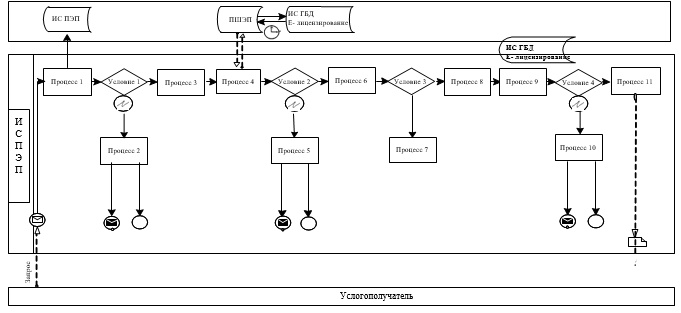 ИС ПЭП
ПШЭП
ИС ГБД
Е- лицензирование
ИС ГБД
Е- лицензирование
Процесс 1
Условие 1
Процесс 3
Процесс 4
Условие 2
Процесс 6
Условие 3
Процесс 8
Процесс 9
Условие 4
Процесс 11
И
С
П
Э
П
Процесс 2
Процесс 5
Процесс 7
Процесс 10
Запрос
Услогополучатель